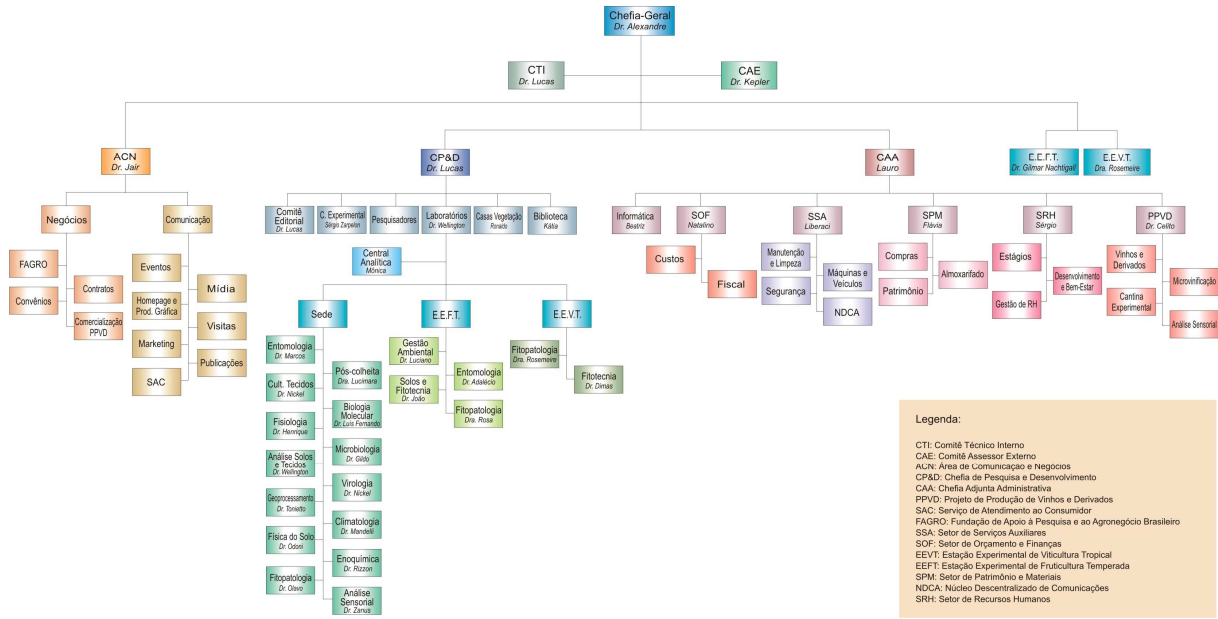 Chefia-Geral
Dr. Alexandre
CTI
Dr. Lucas
CAE
Dr. Kepler
ACN
Dr. Jair
CP&D
Dr. Lucas
CAA
Lauro
E.E.F.T.
Dr. Gilmar Nachtigall
E.E.V.T.
Dra. Rosemeire
Negócios
Comunicação
Comitê
Editorial
Dr. Lucas
C. Experimental
Sérgio Zarpelon
Pesquisadores
Laboratórios
Dr. Wellington
Casas Vegetação
Ronaldo
Biblioteca
Kátia
Informática
Beatriz
SOF
Natalino
SSA
Liberaci
SPM
Flávia
SRH
Sérgio
PPVD
Dr. Celito
FAGRO
Convênios
Contratos
Comercialização
PPVD
Eventos
Homepage e
Prod. Gráfica
Marketing
SAC
Mídia
Visitas
Publicações
Central
Analítica
Mônica
Custos
Fiscal
Manutenção
e Limpeza
Segurança
Máquinas e
Veículos
NDCA
Compras
Patrimônio
Almoxarifado
Estágios
Gestão de RH
Desenvolvimento
e Bem-Estar
Vinhos e
Derivados
Cantina
Experimental
Microvinificação
Análise Sensorial
Sede
E.E.F.T.
E.E.V.T.
Entomologia
Dr. Marcos
Cult. Tecidos
Dr. Nickel
Fisiologia
Dr. Henrique
Análise Solos
e Tecidos
Dr. Wellington
Geoprocessamento
Dr. Tonietto
Física do Solo
Dr. Odoni
Fitopatologia
Dr. Olavo
Pós-colheita
Dra. Lucimara
Biologia
Molecular
Dr. Luís Fernando
Microbiologia
Dr. Gildo
Virologia
Dr. Nickel
Climatologia
Dr. Mandelli
Enoquímica
Dr. Rizzon
Análise
Sensorial
Dr. Zanus
Gestão
Ambiental
Dr. Luciano
Solos e
Fitotecnia
Dr. João
Entomologia
Dr. Adalécio
Fitopatologia
Dra. Rosa
Fitopatologia
Dra. Rosemeire
Fitotecnia
Dr. Dimas
Legenda:
CTI: Comitê Técnico Interno
CAE: Comitê Assessor Externo
ACN: Área de Comunicação e Negócios
CP&D: Chefia de Pesquisa e Desenvolvimento
CAA: Chefia Adjunta Administrativa
PPVD: Projeto de Produção de Vinhos e Derivados
SAC: Serviço de Atendimento ao Consumidor
FAGRO: Fundação de Apoio à Pesquisa e ao Agronegócio Brasileiro
SSA: Setor de Serviços Auxiliares
SOF: Setor de Orçamento e Finanças
EEVT: Estação Experimental de Viticultura Tropical
EEFT: Estação Experimental de Fruticultura Temperada
SPM: Setor de Patrimônio e Materiais
NDCA: Núcleo Descentralizado de Comunicações
SRH: Setor de Recursos Humanos